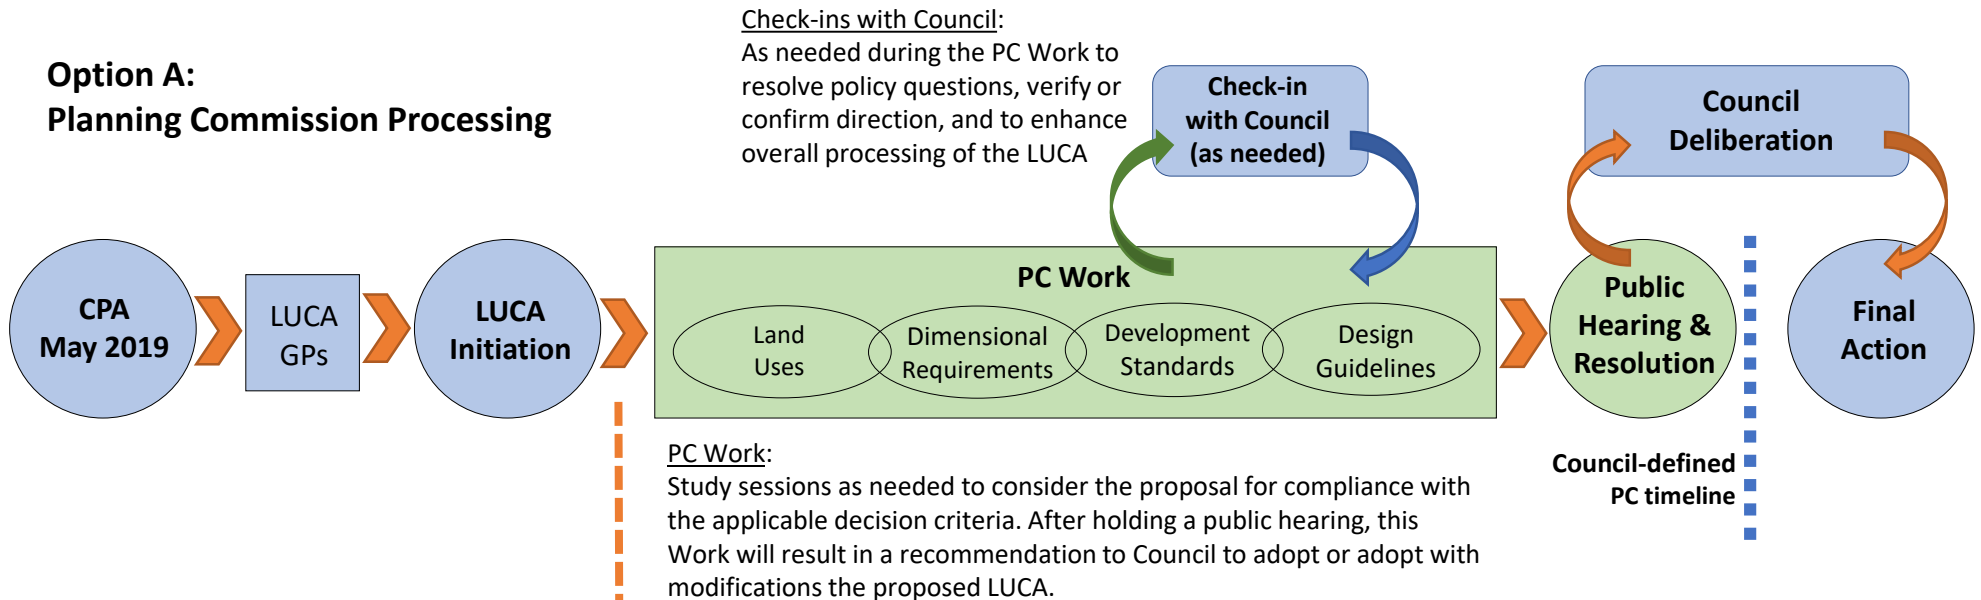 Option A:
Planning Commission Processing
Check-ins with Council:
As needed during the PC Work to
resolve policy questions, verify or
confirm direction, and to enhance
overall processing of the LUCA
Check-in
with Council
(as needed)
Council
Deliberation
CPA
May 2019
LUCA
GPs
LUCA
Initiation
PC Work
Land
Uses
Dimensional
Requirements
Development
Standards
Design
Guidelines
Public
Hearing &
Resolution
Final
Action
Council-defined
PC timeline
PC Work:
Study sessions as needed to consider the proposal for compliance with
the applicable decision criteria. After holding a public hearing, this
Work will result in a recommendation to Council to adopt or adopt with
modifications the proposed LUCA.